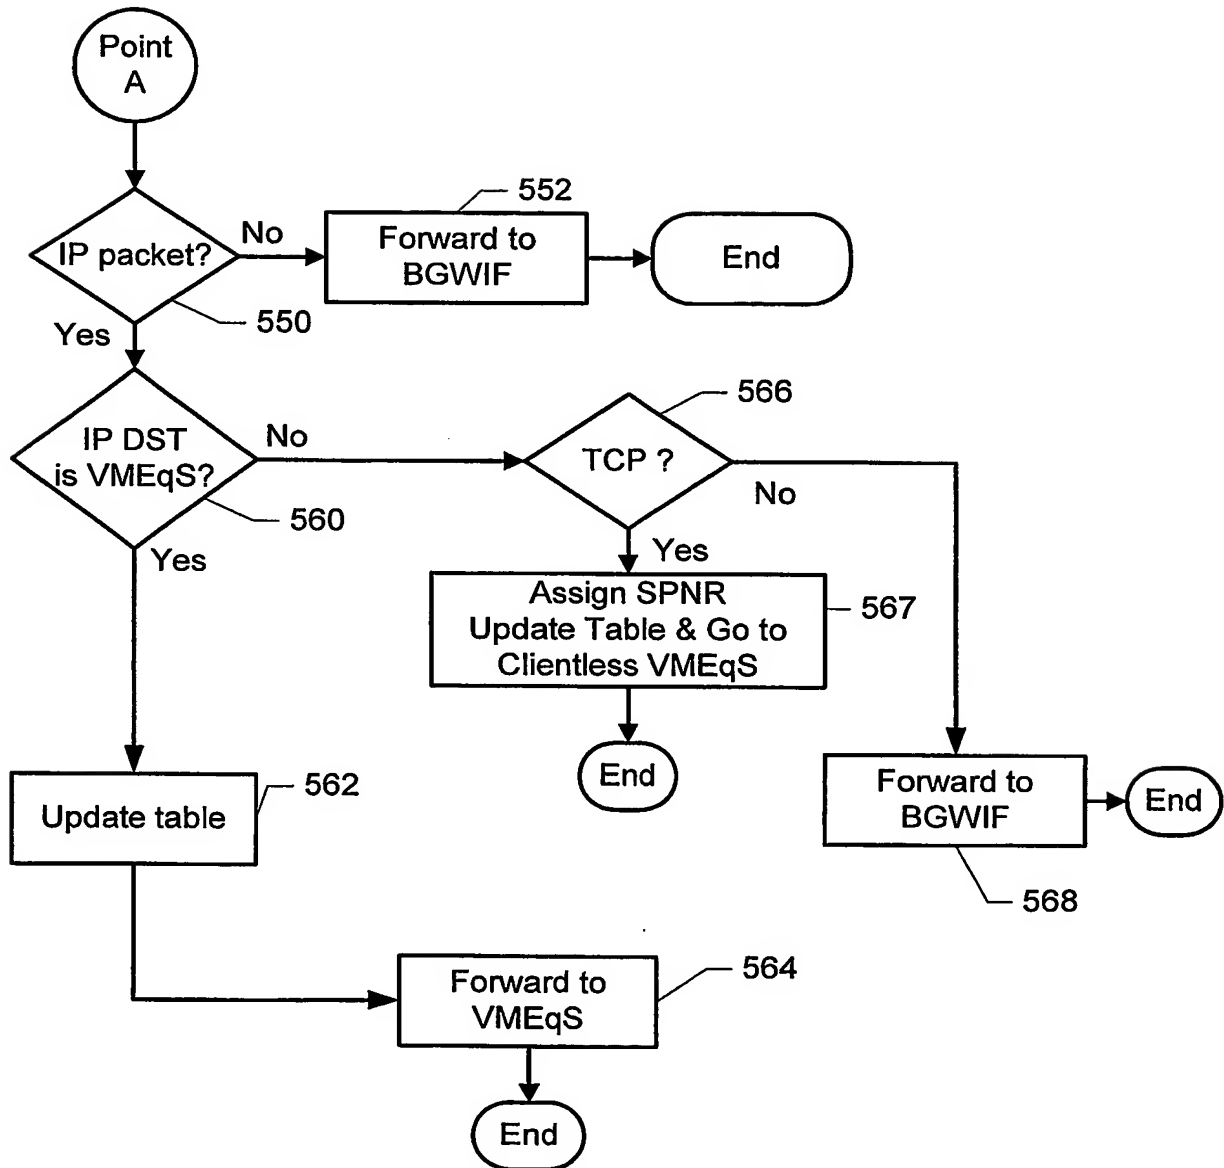 Point
A
552
No
Forward to
BGWIF
End
IP packet?
550
Yes
566
IP DST
is VMEqS?
No
TCP ?
No
560
Yes
Yes
Assign SPNR
Update Table & Go to
Clientless VMEqS
567
End
Forward to
BGWIF
End
562
Update table
568
564
Forward to
VMEqS
End